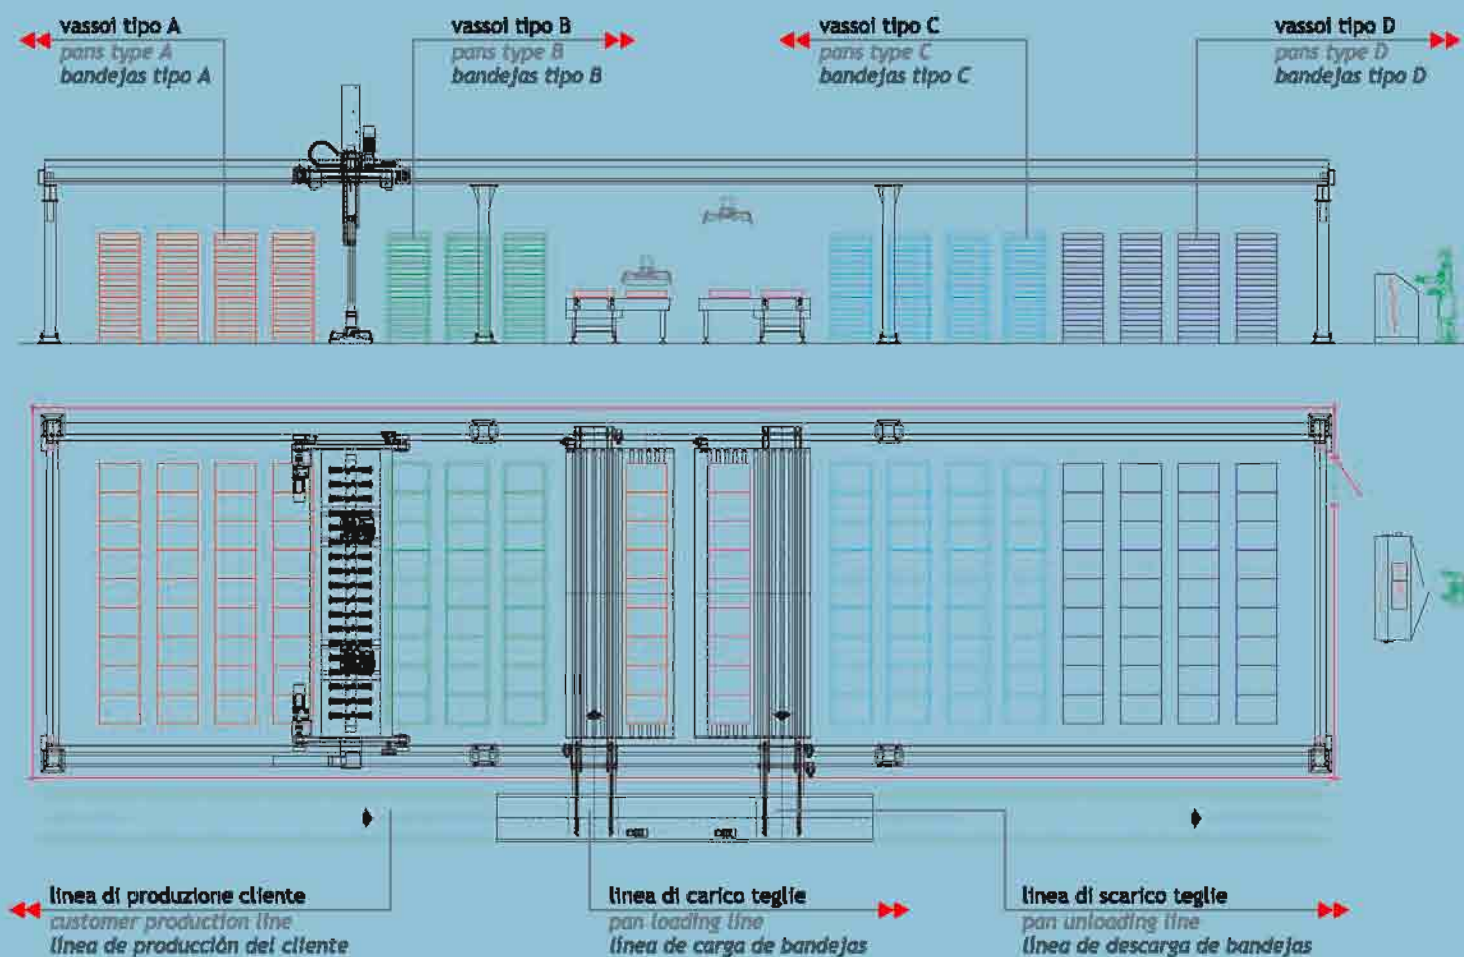 vassoi tipo A
pans type A
bandejas tipo A
vassoi tipo B
pans type B
bandejas tipo B
vassoi tipo C
pans type C
bandejas tipo C
vassoi tipo D
pans type D
bandejas tipo D
linea di produzione cliente
customer production line
línea de producción del cliente
linea di carico teglie
pan loading line
línea de carga de bandejas
linea di scarico teglie
pan unloading line
línea de descarga de bandejas